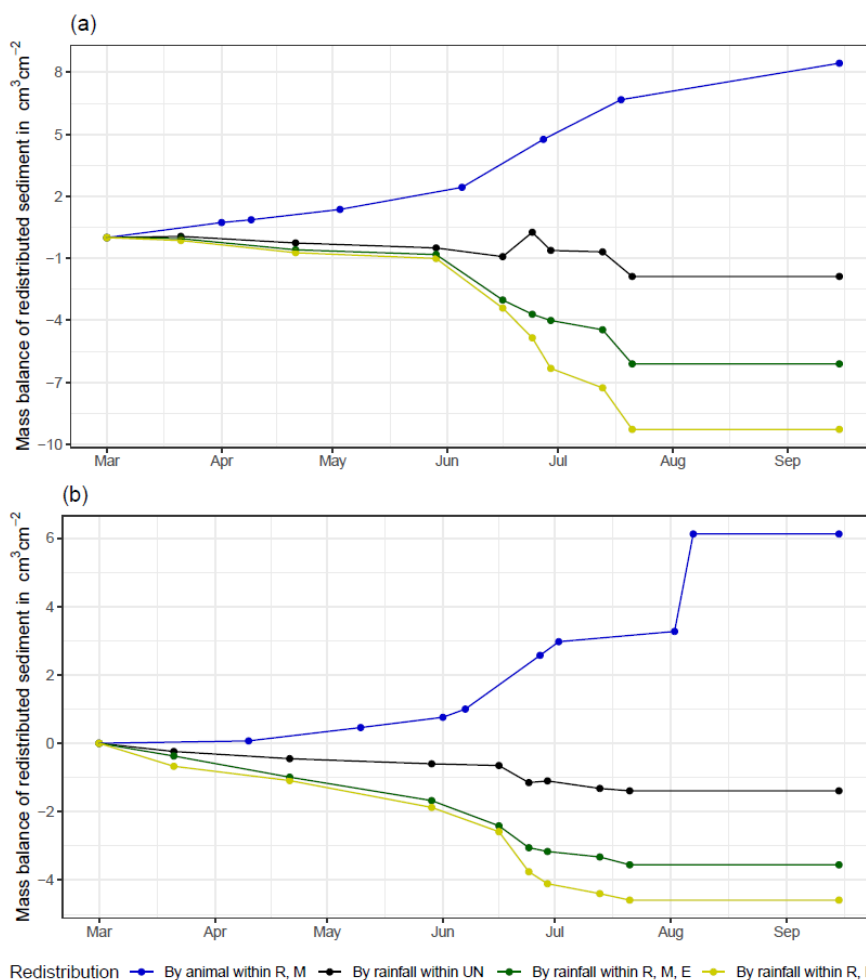 (a)
Mass balance of redistributed sediment in cm³cm⁻²
8
5
2
−1
−4
−7
−10
Mar Apr May Jun Jul Aug Sep
(b)
Mass balance of redistributed sediment in cm³cm⁻²
6
4
2
0
−2
−4
Mar Apr May Jun Jul Aug Sep
Redistribution By animal within R, M By rainfall within UN By rainfall within R, M, E By rainfall within R,